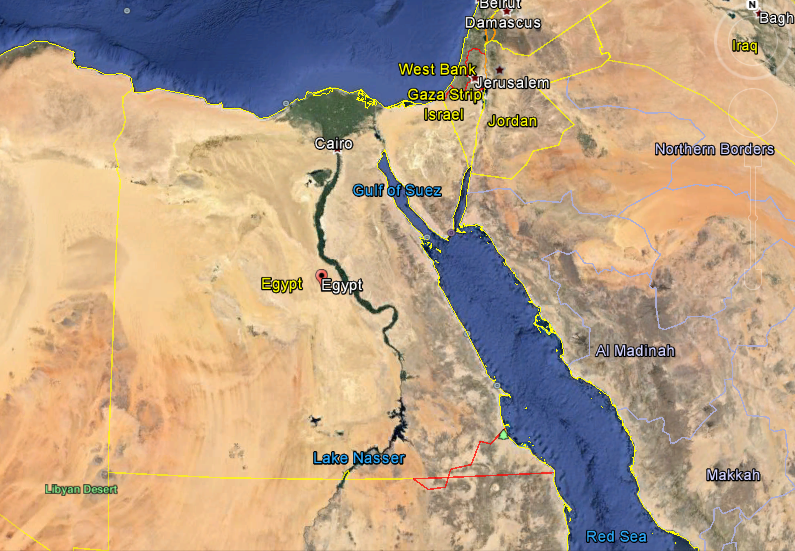 Beirut
Damascus
N
Bagh
Iraq
West Bank
Jerusalem
Gaza Strip
Israel
Jordan
Cairo
Northern Borders
Gulf of Suez
Egypt
Egypt
Al Madinah
Lake Nasser
Makkah
Libyan Desert
Red Sea